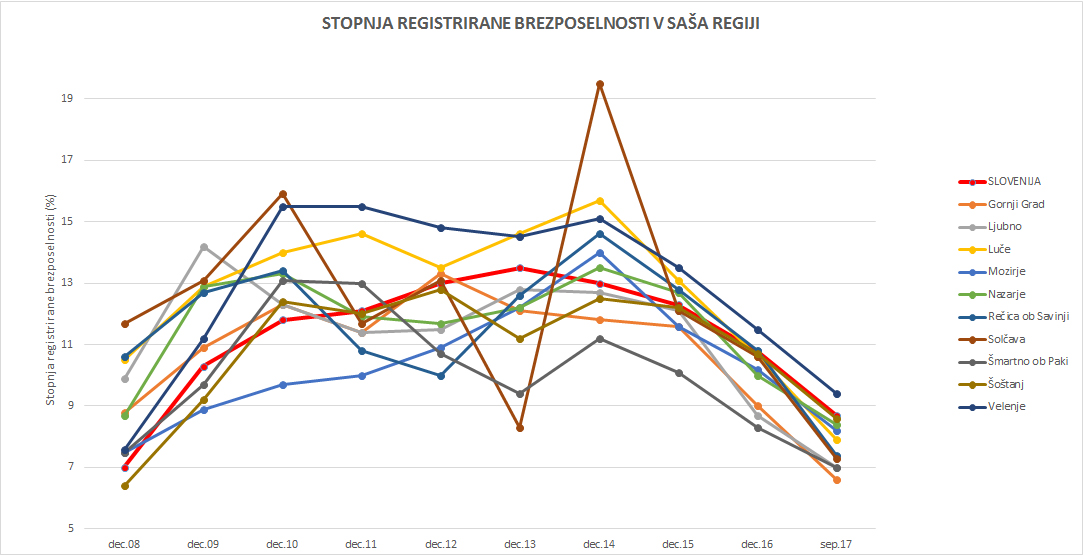 STOPNJA REGISTRIRANE BREZPOSELNOSTI V SAŠA REGIJI
Stopnja registrirane brezposelnosti (%)
19
17
15
13
11
9
7
5
dec.08 dec.09 dec.10 dec.11 dec.12 dec.13 dec.14 dec.15 dec.16 sep.17
SLOVENIJA
Gornji Grad
Ljubno
Luče
Mozirje
Nazarje
Rečica ob Savinji
Solčava
Šmartno ob Paki
Šoštanj
Velenje